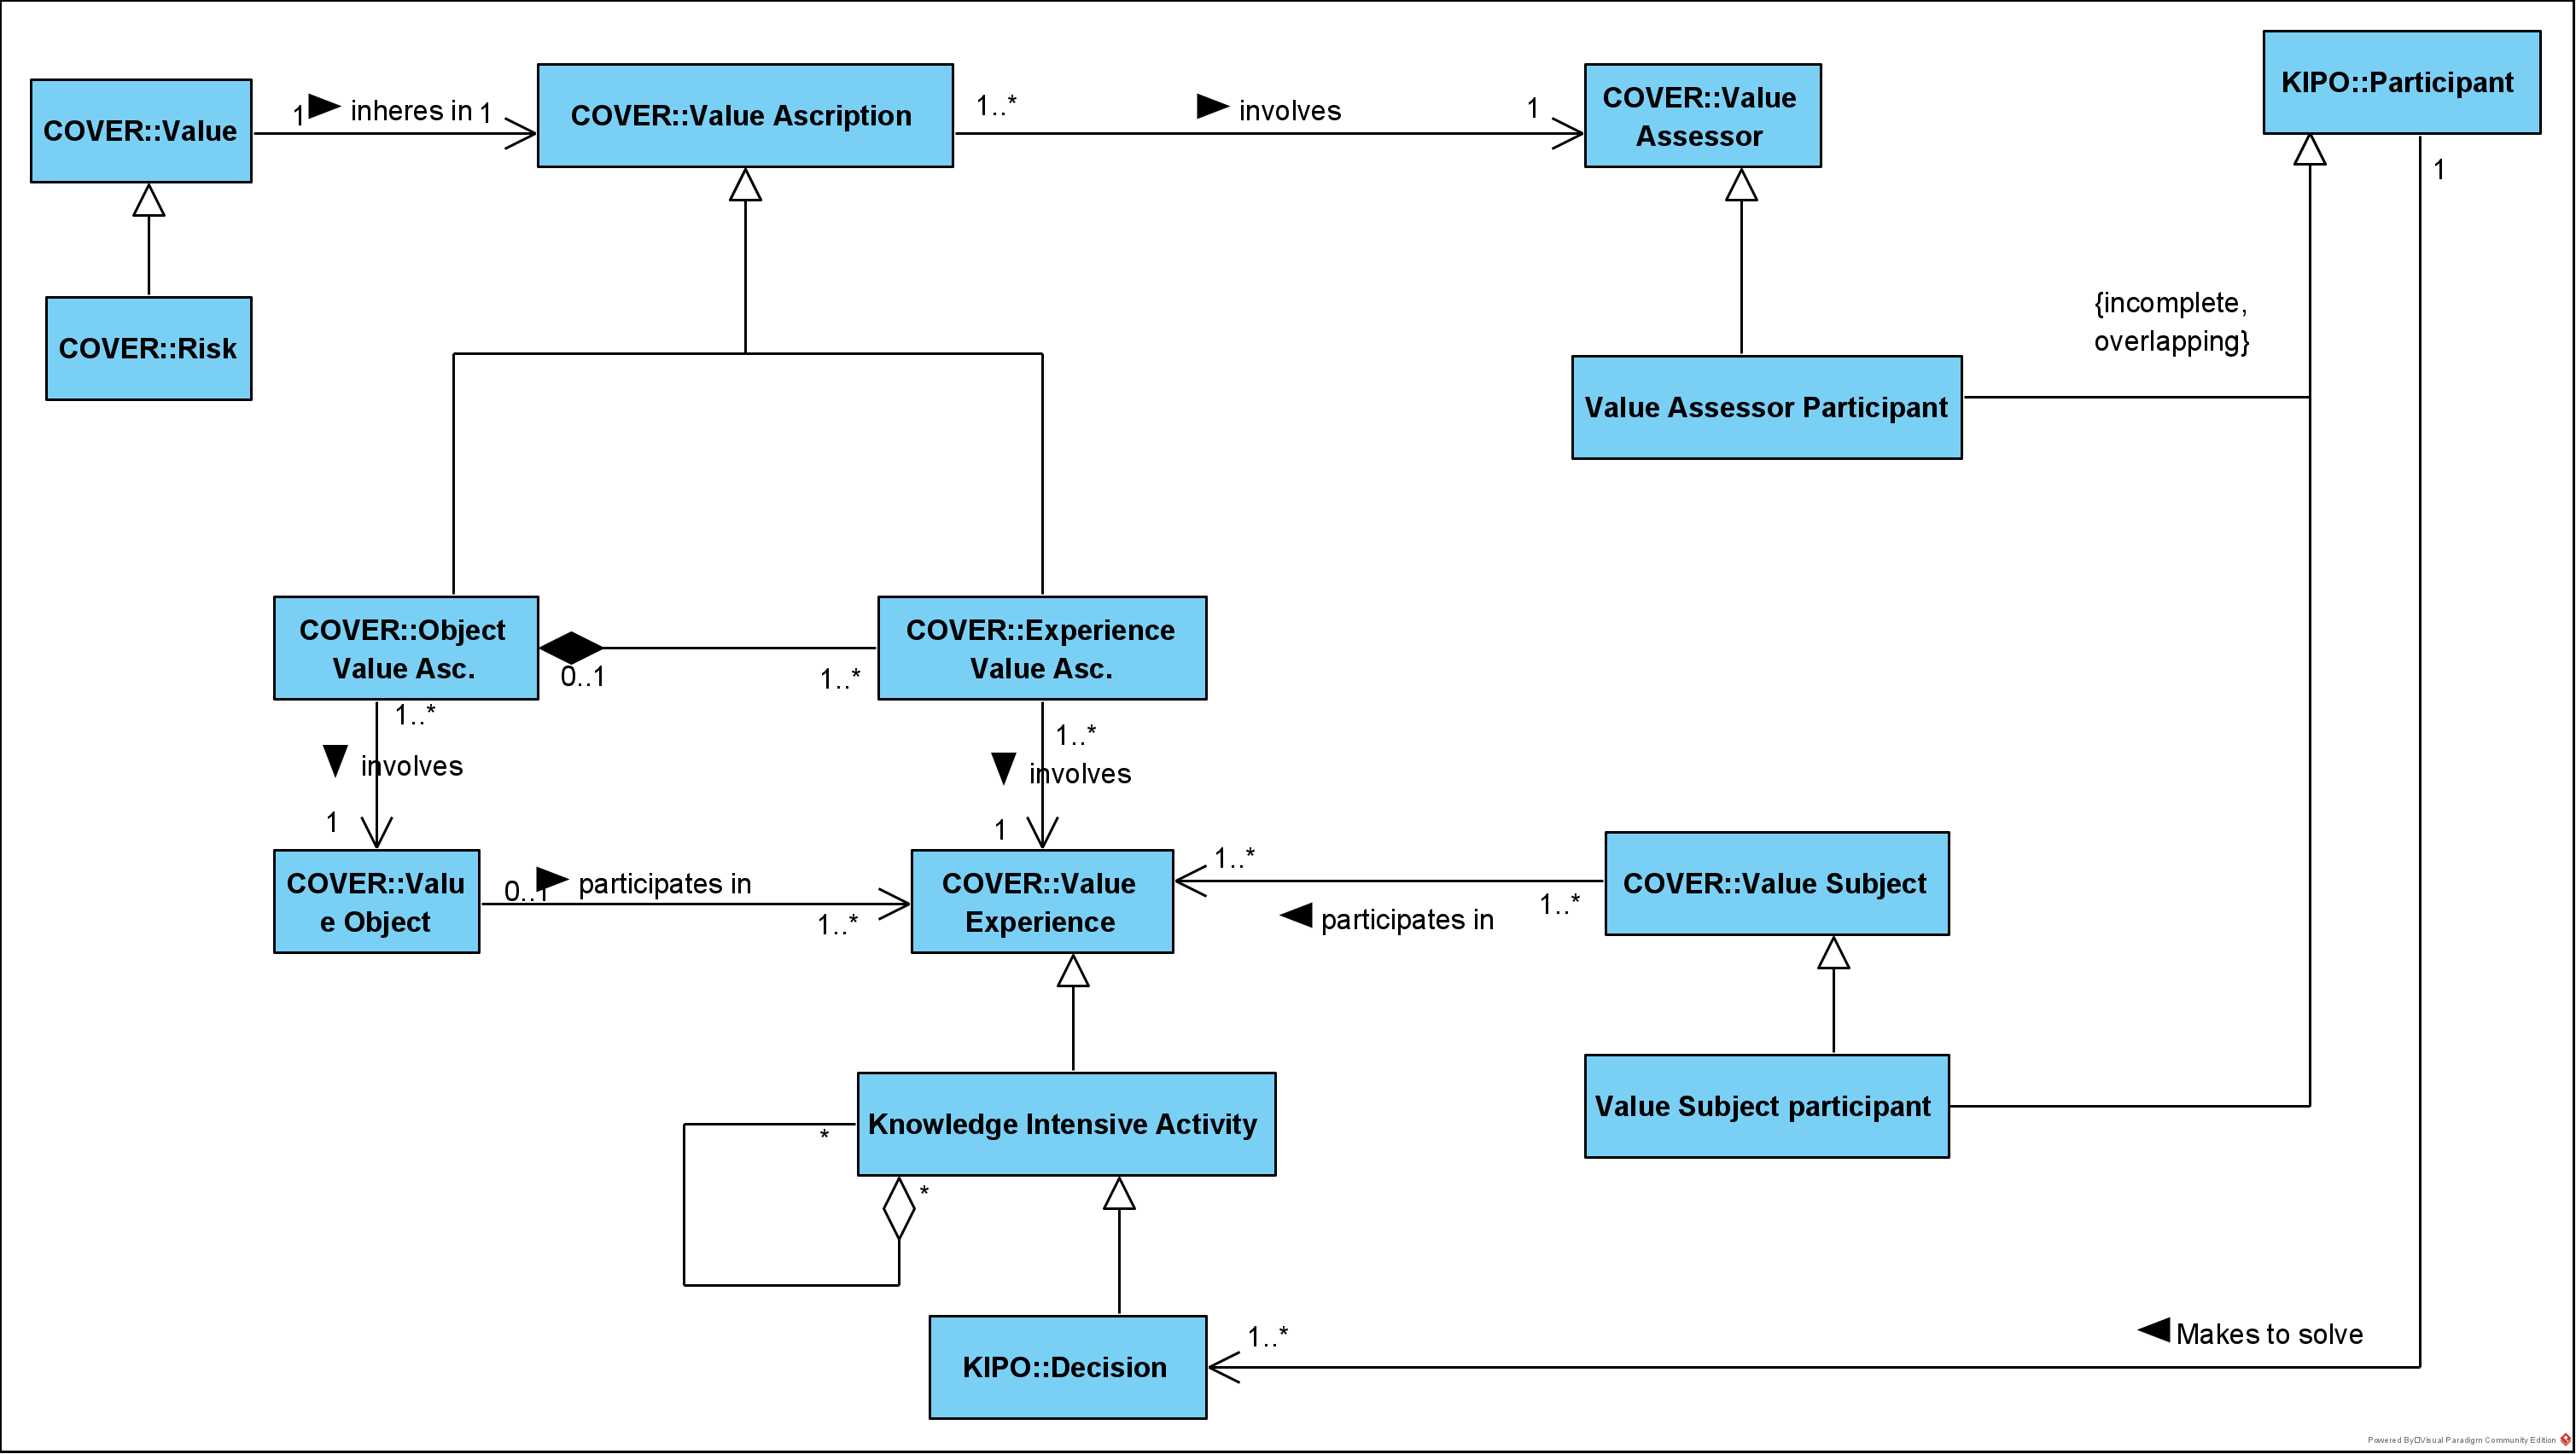 KIPO::Participant
COVER::Value
Assessor
COVER::Value Ascription
COVER::Value
1
inheres in
1
1..*
involves
1
1
{incomplete,
overlapping}
COVER::Risk
Value Assessor Participant
COVER::Object
Value Asc.
COVER::Experience
Value Asc.
0..1
1..*
1..*
involves
1
1..*
involves
1
COVER::Valu
e Object
0..1
participates in
1..*
COVER::Value
Experience
1..*
participates in
1..*
COVER::Value Subject
Knowledge Intensive Activity
*
*
Value Subject participant
KIPO::Decision
1..*
Makes to solve
Powered By□Visual Paradigm Community Edition